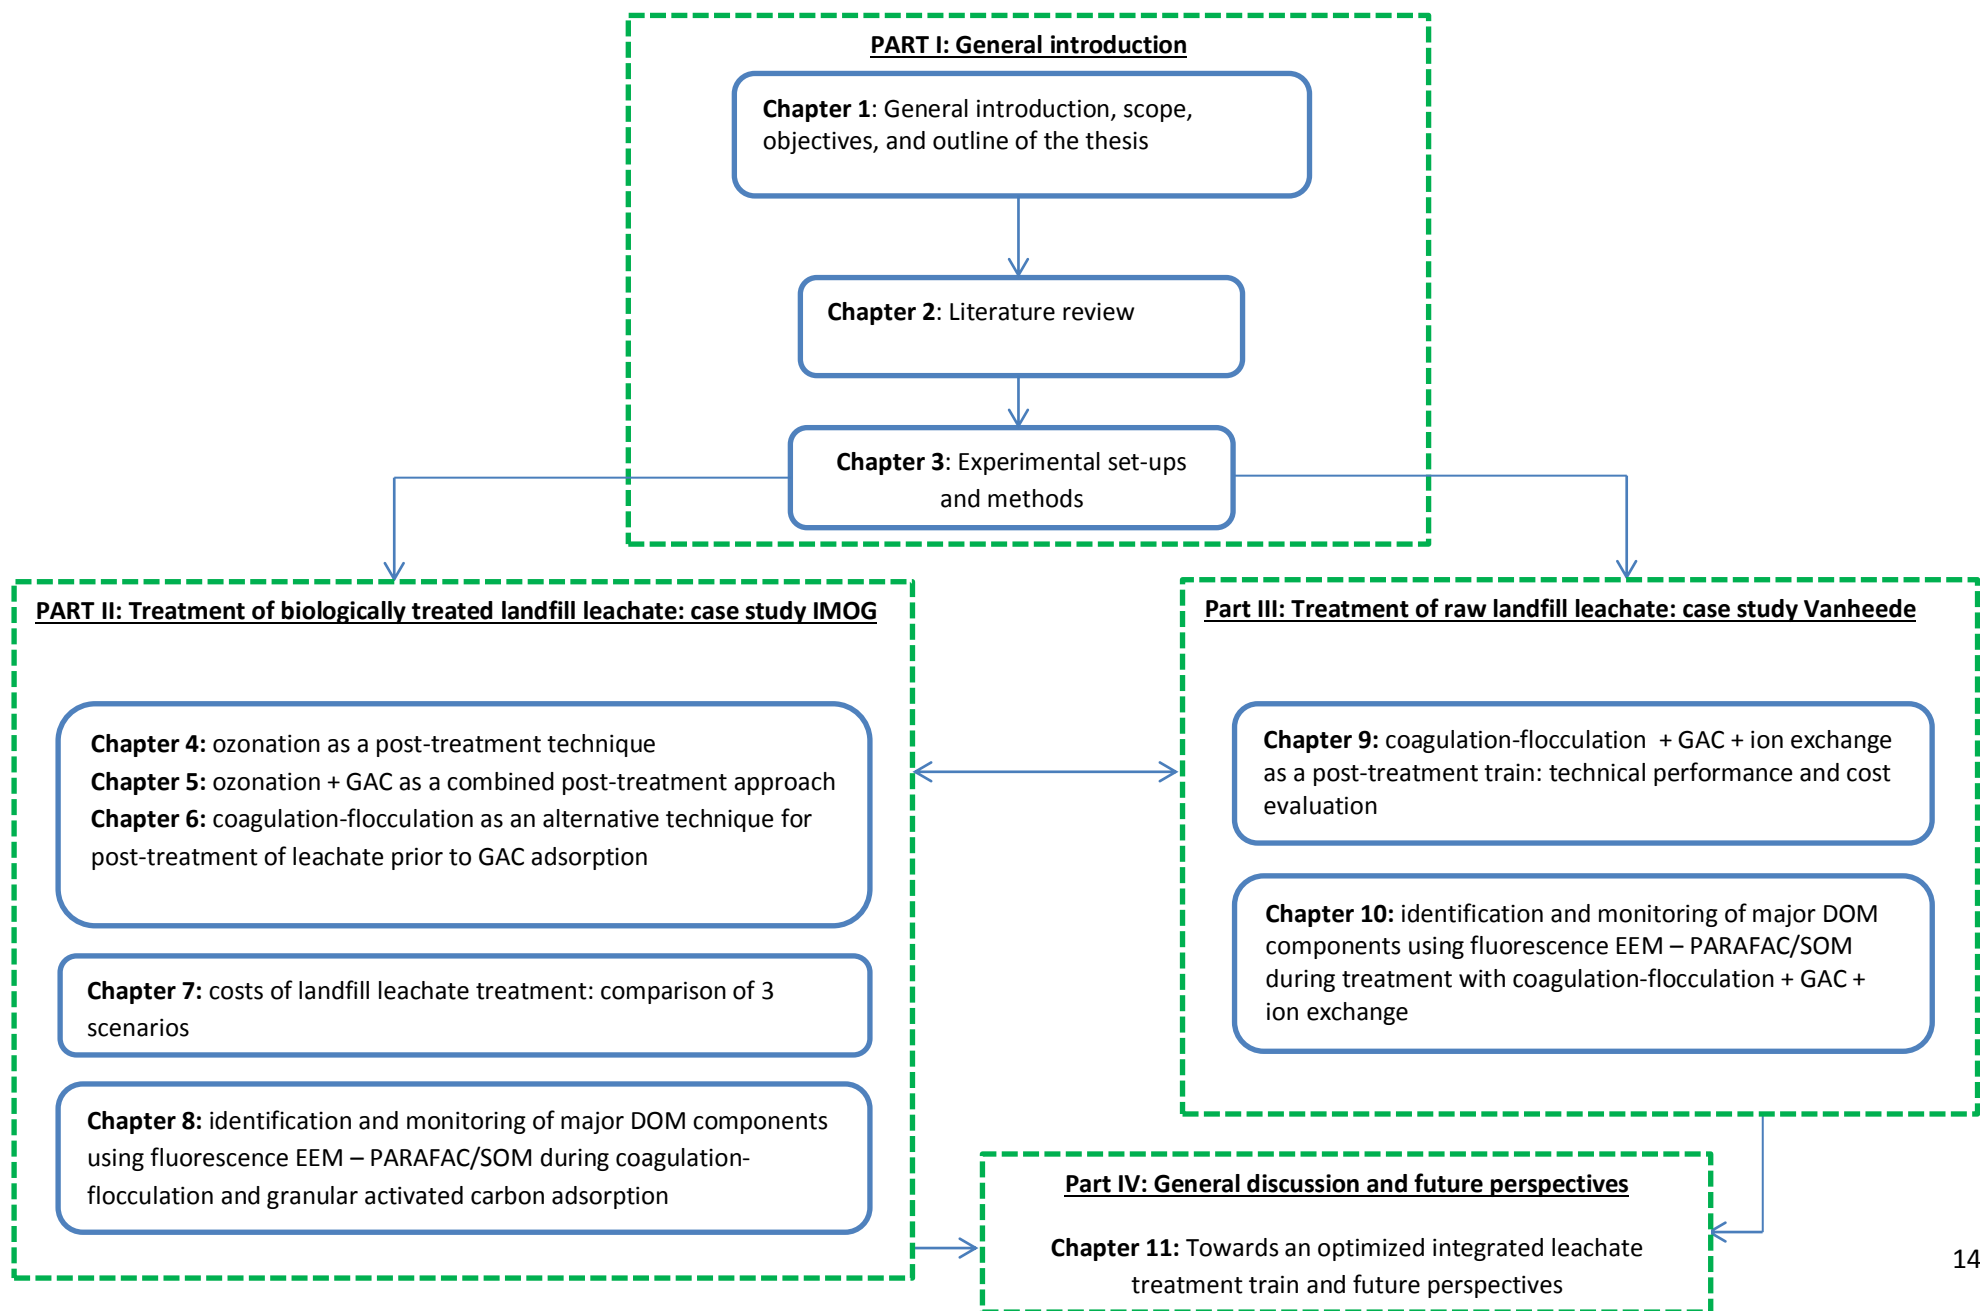 PART I: General introduction
Chapter 1: General introduction, scope,
objectives, and outline of the thesis
Chapter 2: Literature review
Chapter 3: Experimental set-ups
and methods
PART II: Treatment of biologically treated landfill leachate: case study IMOG
Chapter 4: ozonation as a post-treatment technique
Chapter 5: ozonation + GAC as a combined post-treatment approach
Chapter 6: coagulation-flocculation as an alternative technique for
post-treatment of leachate prior to GAC adsorption
Chapter 7: costs of landfill leachate treatment: comparison of 3
scenarios
Chapter 8: identification and monitoring of major DOM components
using fluorescence EEM – PARAFAC/SOM during coagulation-
flocculation and granular activated carbon adsorption
Part III: Treatment of raw landfill leachate: case study Vanheede
Chapter 9: coagulation-flocculation + GAC + ion exchange
as a post-treatment train: technical performance and cost
evaluation
Chapter 10: identification and monitoring of major DOM
components using fluorescence EEM – PARAFAC/SOM
during treatment with coagulation-flocculation + GAC +
ion exchange
Part IV: General discussion and future perspectives
Chapter 11: Towards an optimized integrated leachate
treatment train and future perspectives
14